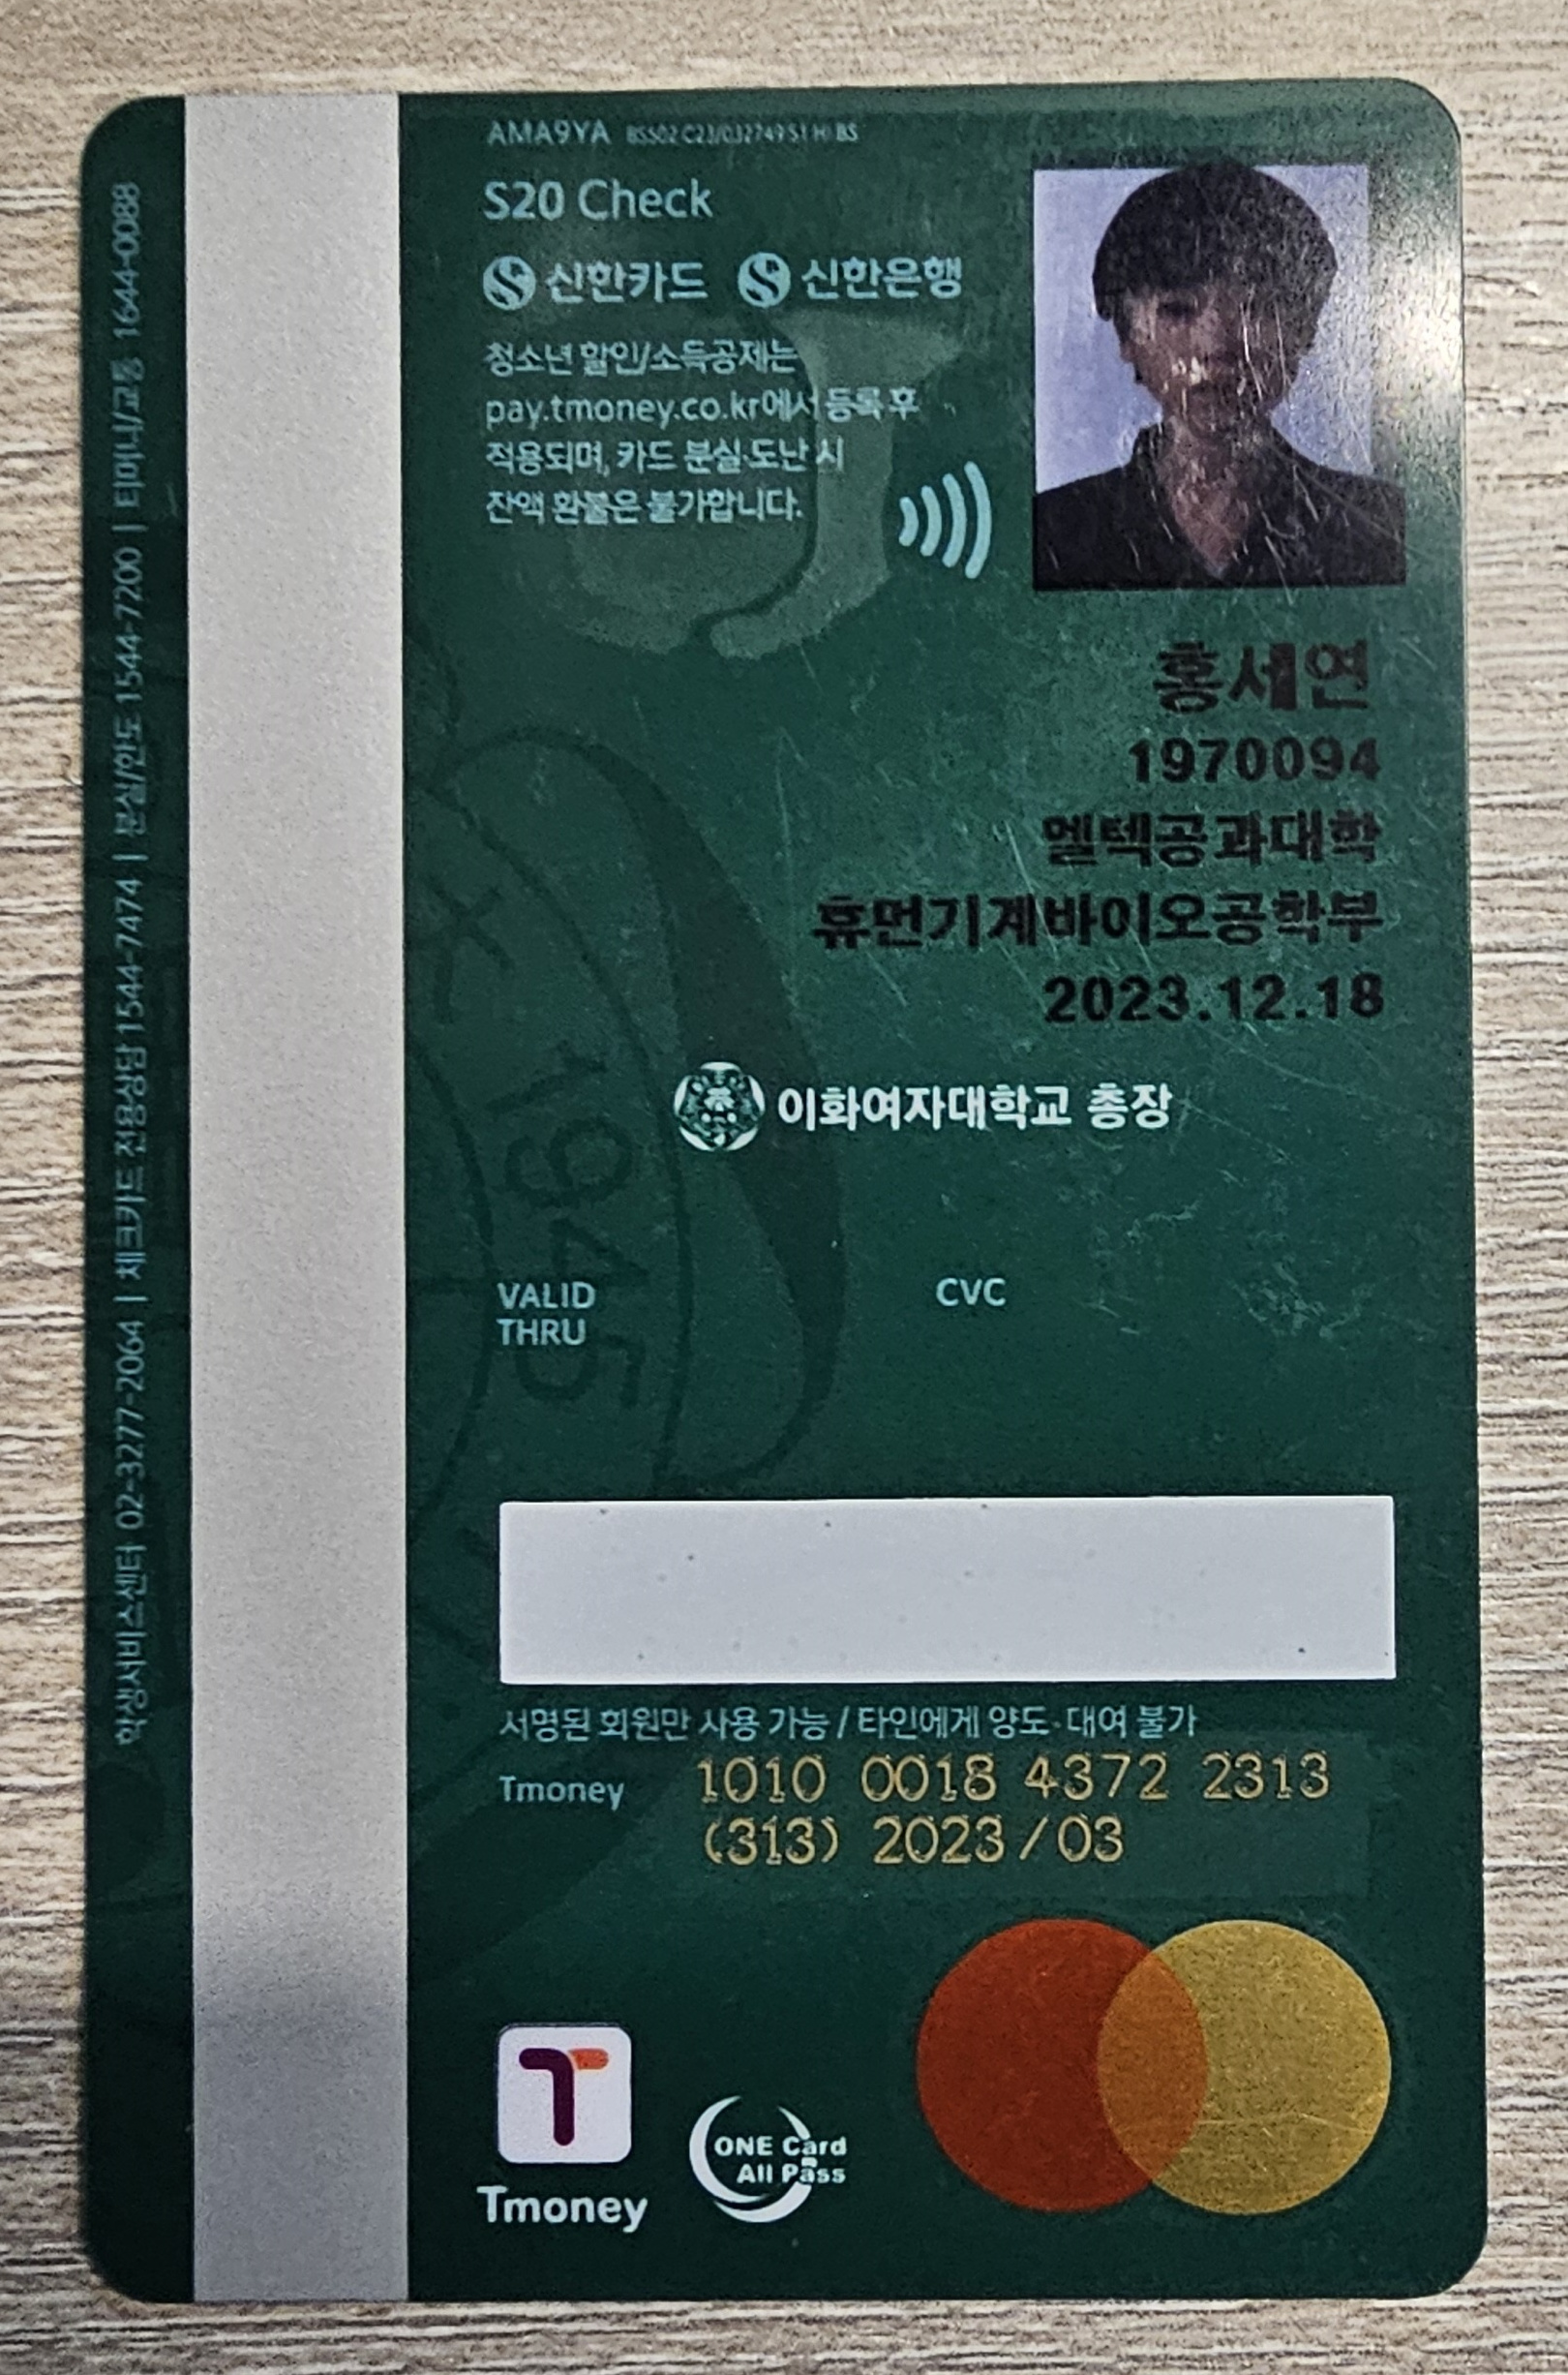 AMA9YA
S20 Check
신한카드 신한은행
청소년 할인/소득공제는
pay.tmoney.co.kr에서 등록 후
적용되며, 카드 분실·도난 시
잔액 환불은 불가합니다.
홍세연
1970094
엘텍공과대학
휴먼기계바이오공학부
2023.12.18
이화여자대학교 총장
1945
VALID
THRU
CVC
서명된 회원만 사용 가능 / 타인에게 양도·대여 불가
Tmoney 1010 0018 4372 2313
(313) 2023/03
Tmoney
ONE Card
All Pass
학생서비스센터 02-3277-2064 | 체크카드 전용상담 1544-7474 | 분실/한도 1544-7200 | 티머니/교통 1644-0088